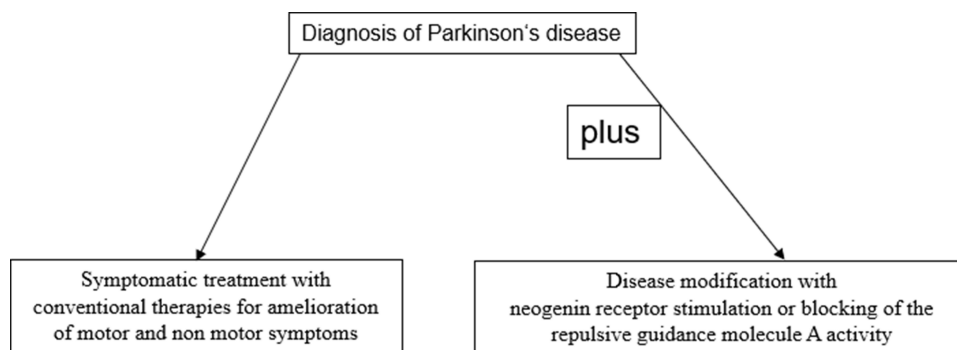 Diagnosis of Parkinson‘s disease
plus
Symptomatic treatment with
conventional therapies for amelioration
of motor and non motor symptoms
Disease modification with
neogenin receptor stimulation or blocking of the
repulsive guidance molecule A activity